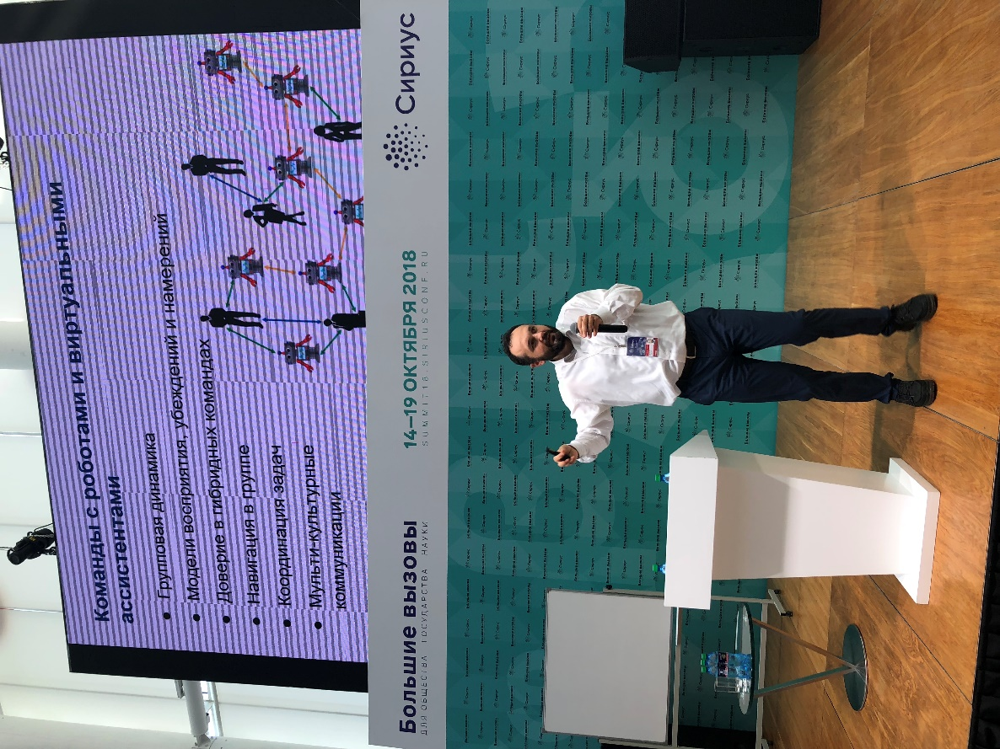 Команды с роботами и виртуальными
ассистентами
● Групповая динамика
● Модели восприятия, убеждений и намерений
● Доверие в гибридных командах
● Навигация в группе
● Координация задач
● Мульти-культурные
коммуникации
Большие вызовы
ДЛЯ ОБЩЕСТВА ГОСУДАРСТВА НАУКИ
14–19 ОКТЯБРЯ 2018
SUMMIT18.SIRIUSCONF.RU
Сириус